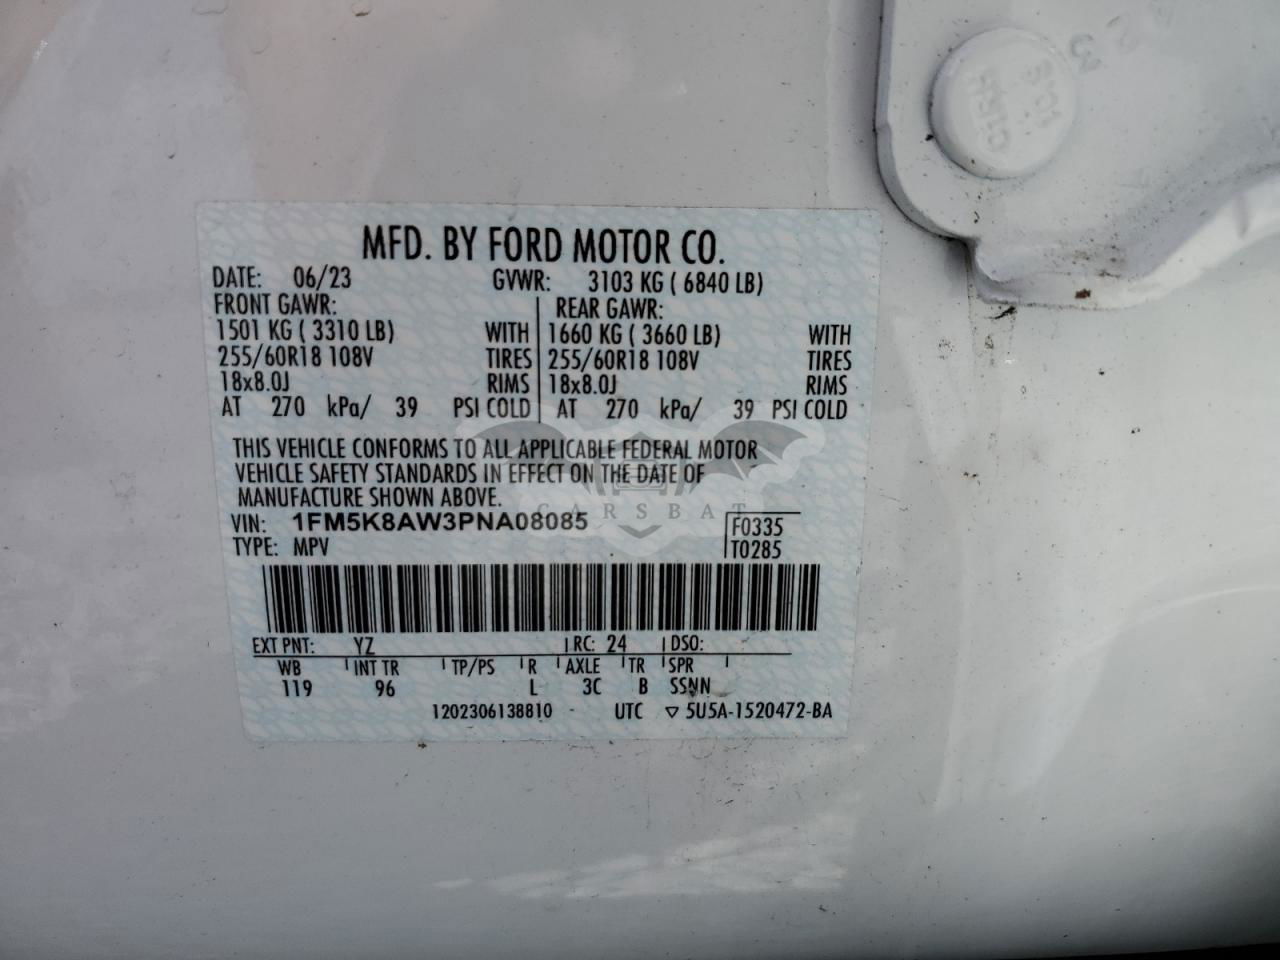 MFD. BY FORD MOTOR CO.
DATE: 06/23 GVWR: 3103 KG ( 6840 LB)
FRONT GAWR: REAR GAWR:
1501 KG ( 3310 LB) WITH 1660 KG ( 3660 LB) WITH
255/60R18 108V TIRES 255/60R18 108V TIRES
18x8.0J RIMS 18x8.0J RIMS
AT 270 kPa/ 39 PSI COLD AT 270 kPa/ 39 PSI COLD
THIS VEHICLE CONFORMS TO ALL APPLICABLE FEDERAL MOTOR
VEHICLE SAFETY STANDARDS IN EFFECT ON THE DATE OF
MANUFACTURE SHOWN ABOVE.
CARSBAT
VIN: 1FM5K8AW3PNA08085 F0335
TYPE: MPV T0285
EXT PNT: YZ RC: 24 DSO:
WB INT TR TP/PS R AXLE TR SPR
119 96 L 3C B SSNN
1202306138810 UTC ▽ 5U5A-1520472-BA